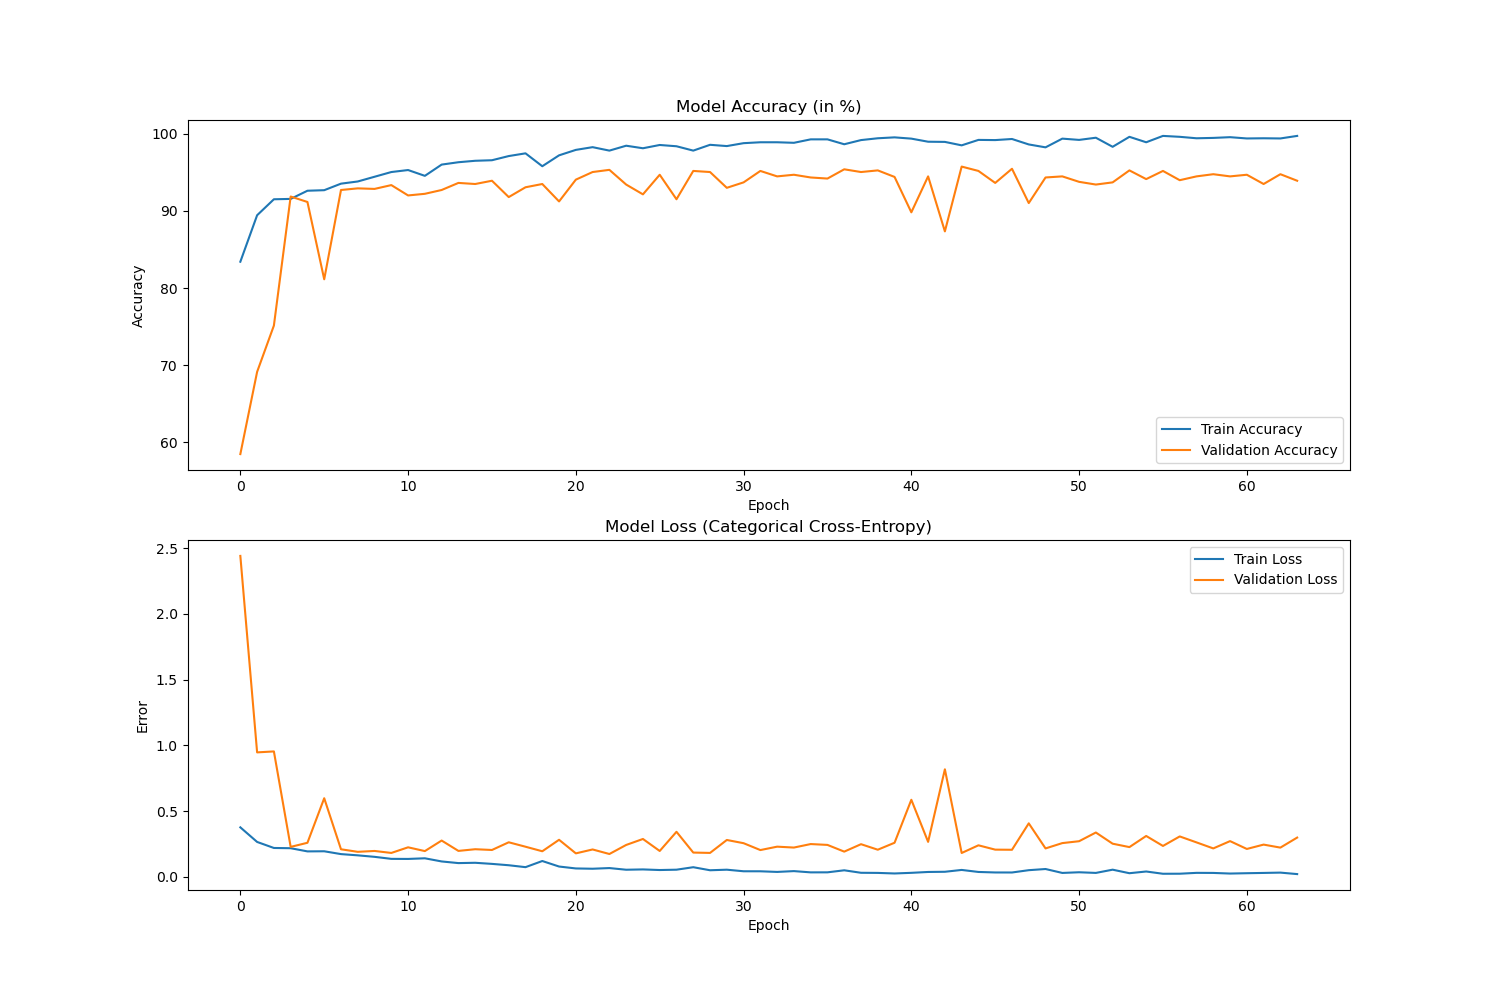 Model Accuracy (in %)
100
90
80
70
60
Accuracy
Train Accuracy
Validation Accuracy
0 10 20 30 40 50 60
Epoch
Model Loss (Categorical Cross-Entropy)
2.5
2.0
1.5
1.0
0.5
0.0
Error
Train Loss
Validation Loss
0 10 20 30 40 50 60
Epoch